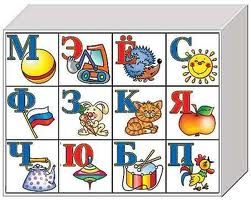 М Э Ё С
Ф З К Я
Ч Ю Б П